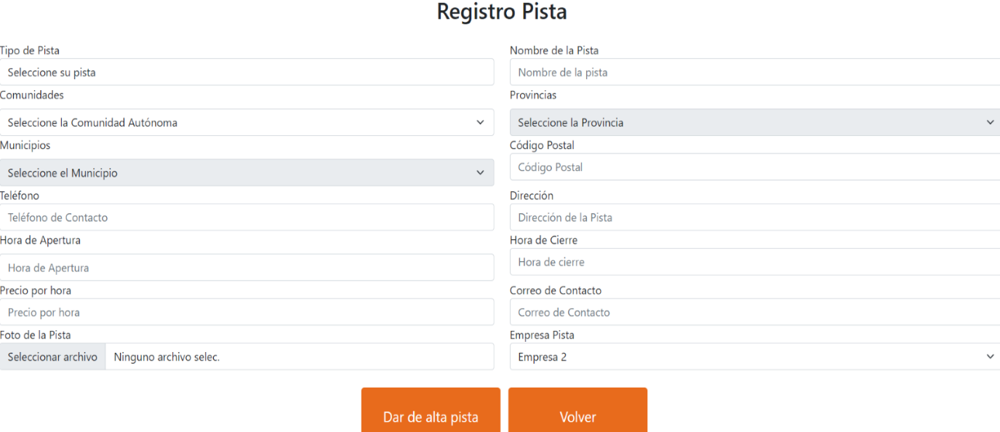 Registro Pista
Tipo de Pista
Nombre de la Pista
Seleccione su pista
Nombre de la pista
Comunidades
Provincias
Seleccione la Comunidad Autónoma
Seleccione la Provincia
Municipios
Código Postal
Seleccione el Municipio
Código Postal
Teléfono
Dirección
Teléfono de Contacto
Dirección de la Pista
Hora de Apertura
Hora de Cierre
Hora de Apertura
Hora de cierre
Precio por hora
Correo de Contacto
Precio por hora
Correo de Contacto
Foto de la Pista
Empresa Pista
Seleccionar archivo Ninguno archivo selec.
Empresa 2
Dar de alta pista
Volver